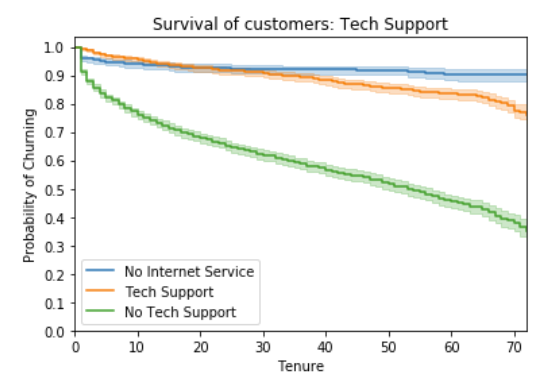 Survival of customers: Tech Support
Probability of Churning
1.0
0.9
0.8
0.7
0.6
0.5
0.4
0.3
0.2
0.1
0.0
No Internet Service
Tech Support
No Tech Support
0 10 20 30 40 50 60 70
Tenure